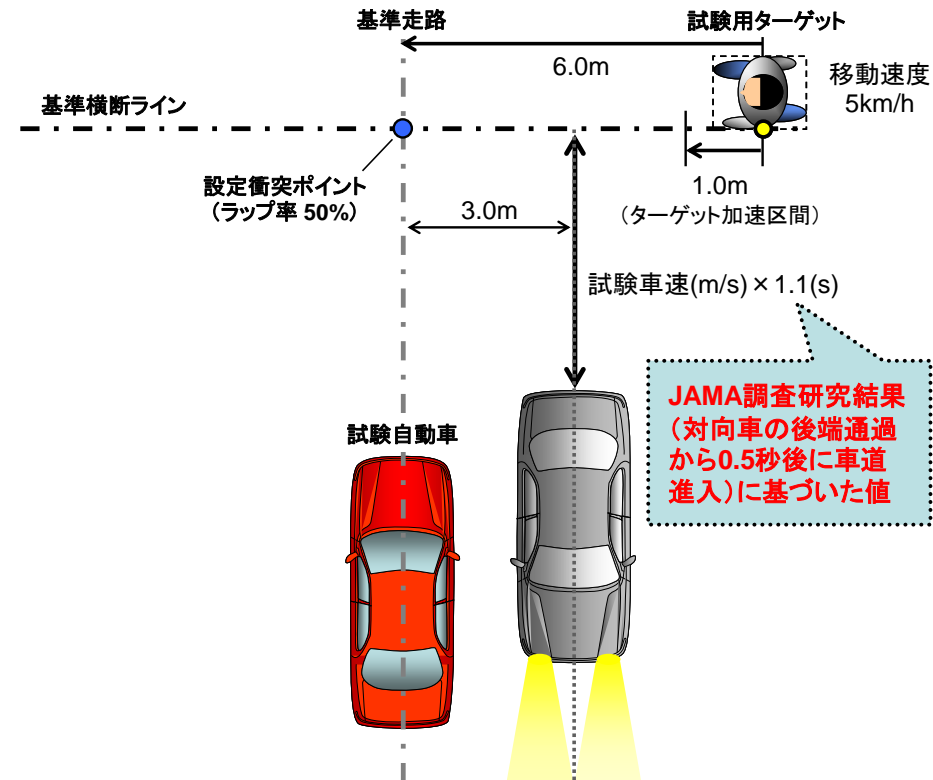 基準走路
試験用ターゲット
6.0m
移動速度
5km/h
基準横断ライン
設定衝突ポイント
（ラップ率 50%）
3.0m
1.0m
（ターゲット加速区間）
試験車速(m/s)×1.1(s)
JAMA調査研究結果
（対向車の後端通過
から0.5秒後に車道
進入）に基づいた値
試験自動車